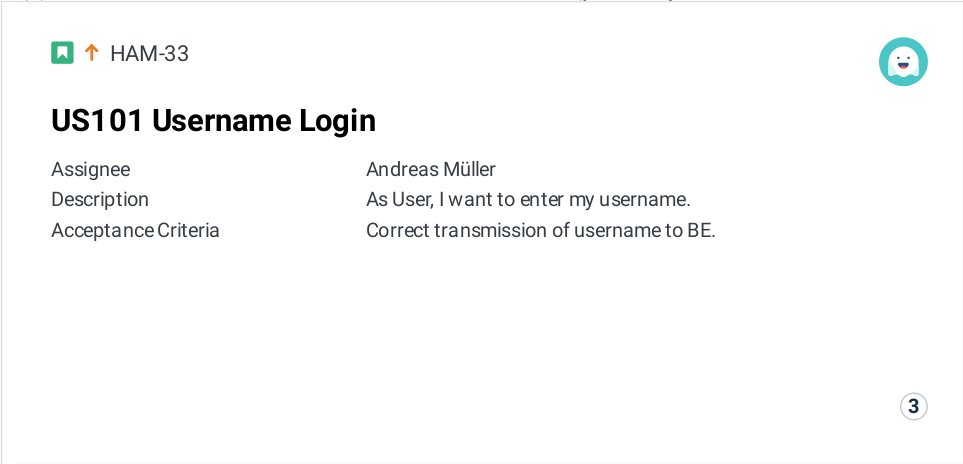 HAM-33
US101 Username Login
Assignee Andreas Müller
Description As User, I want to enter my username.
Acceptance Criteria Correct transmission of username to BE.
3